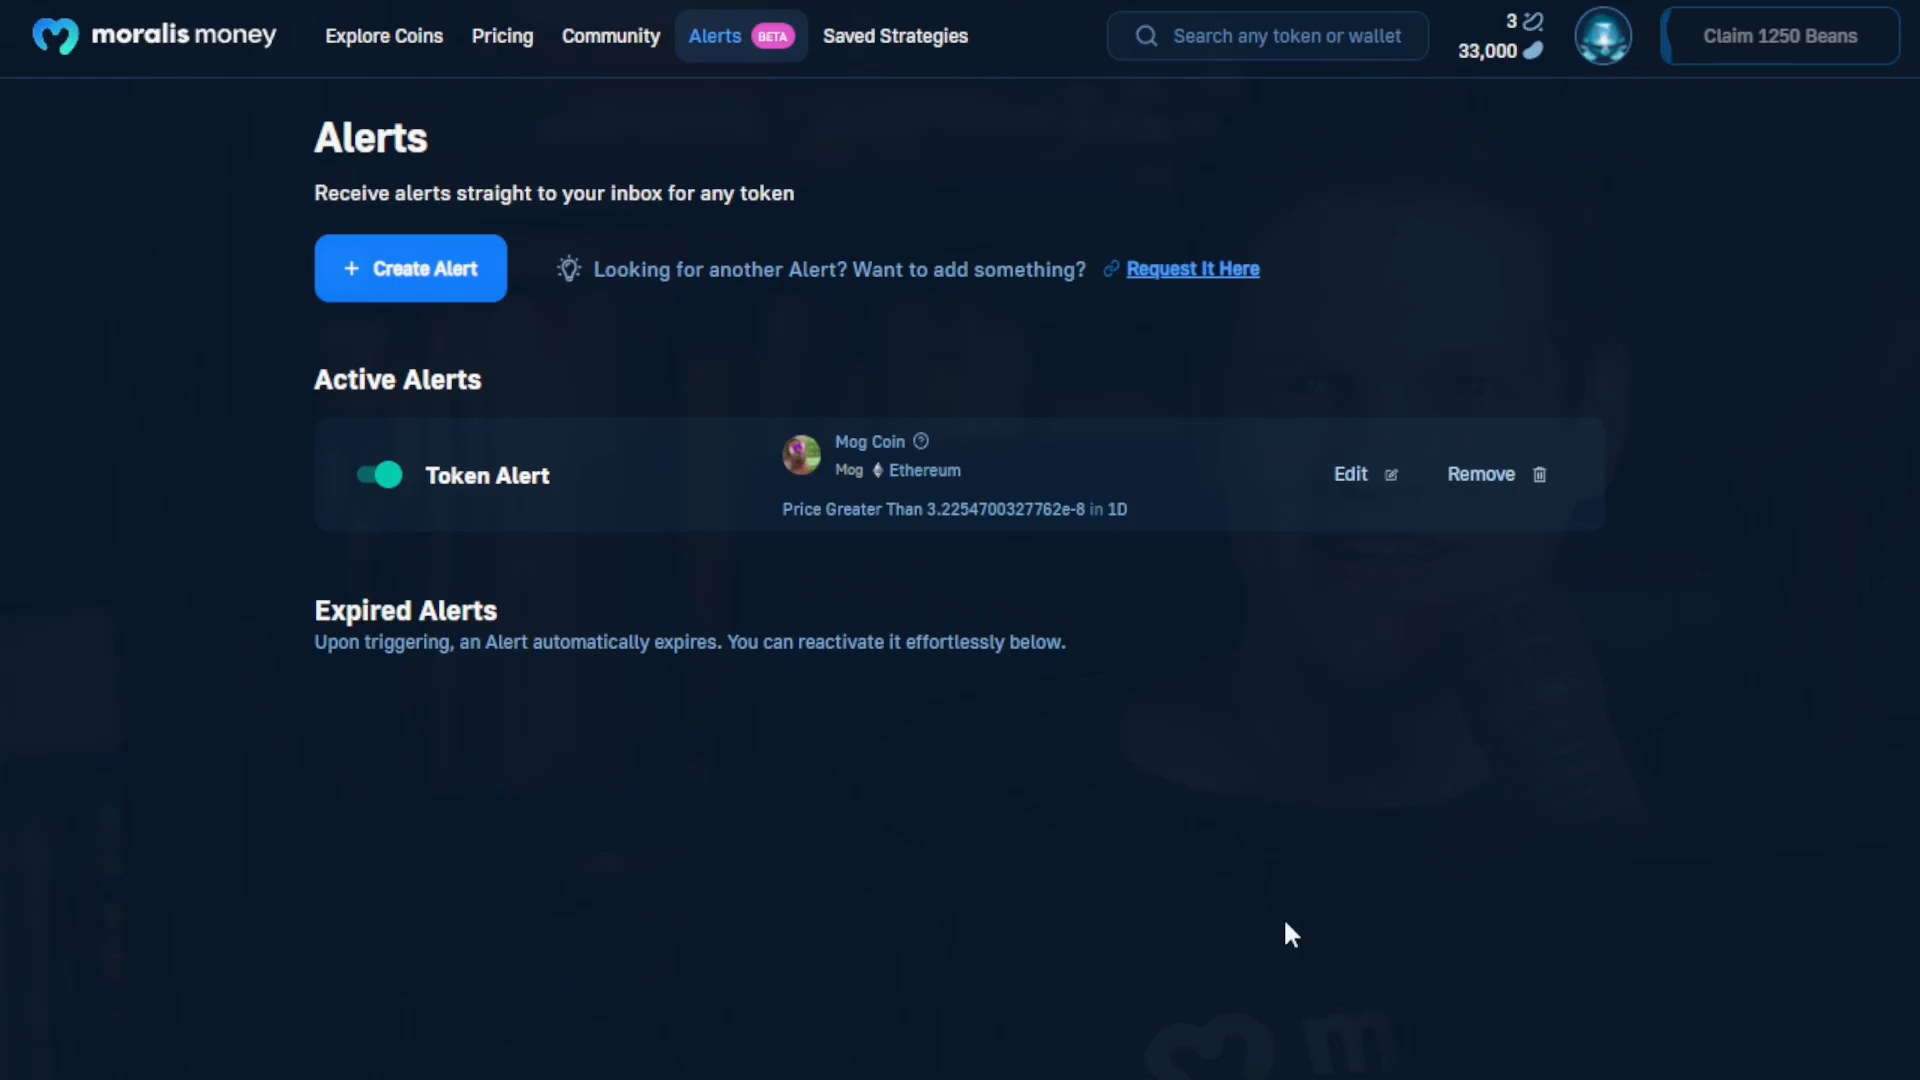 moralis money
Explore Coins
Pricing
Community
Alerts BETA
Saved Strategies
Search any token or wallet
3
33,000
Claim 1250 Beans
Alerts
Receive alerts straight to your inbox for any token
+ Create Alert
Looking for another Alert? Want to add something?
Request It Here
Active Alerts
Token Alert
Mog Coin
Mog Ethereum
Price Greater Than 3.2254700327762e-8 in 1D
Edit
Remove
Expired Alerts
Upon triggering, an Alert automatically expires. You can reactivate it effortlessly below.
m